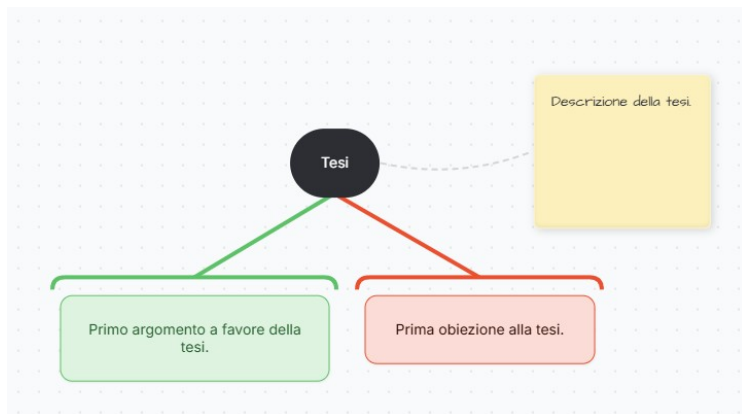 Descrizione della tesi.
Tesi
Primo argomento a favore della
tesi.
Prima obiezione alla tesi.